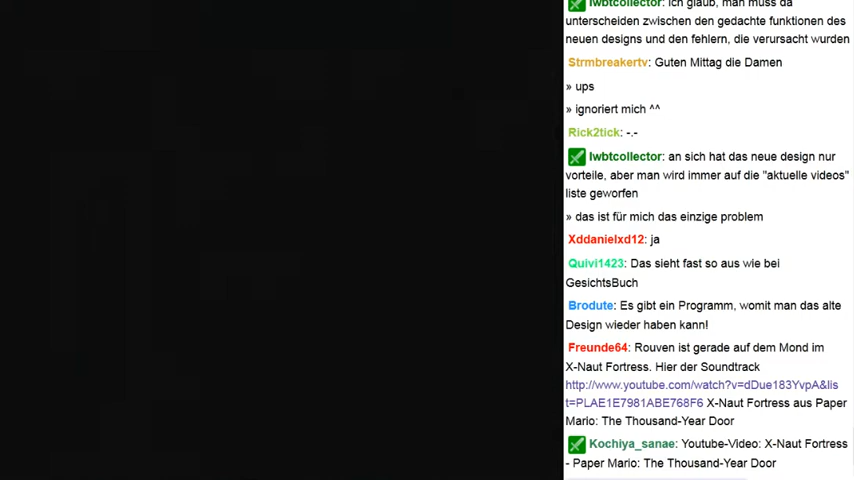 lwbtcollector: Ich glaub, man muss da
unterscheiden zwischen den gedachte funktionen des
neuen designs und den fehlern, die verursacht wurden
Strmbreakertv: Guten Mittag die Damen
» ups
» ignoriert mich ^^
Rick2tick: -.-
lwbtcollector: an sich hat das neue design nur
vorteile, aber man wird immer auf die "aktuelle videos"
liste geworfen
» das ist für mich das einzige problem
Xddanielxd12: ja
Quivi1423: Das sieht fast so aus wie bei
GesichtsBuch
Brodute: Es gibt ein Programm, womit man das alte
Design wieder haben kann!
Freunde64: Rouven ist gerade auf dem Mond im
X-Naut Fortress. Hier der Soundtrack
http://www.youtube.com/watch?v=dDue183YvpA&lis
t=PLAE1E7981ABE768F6 X-Naut Fortress aus Paper
Mario: The Thousand-Year Door
Kochiya_sanae: Youtube-Video: X-Naut Fortress
- Paper Mario: The Thousand-Year Door